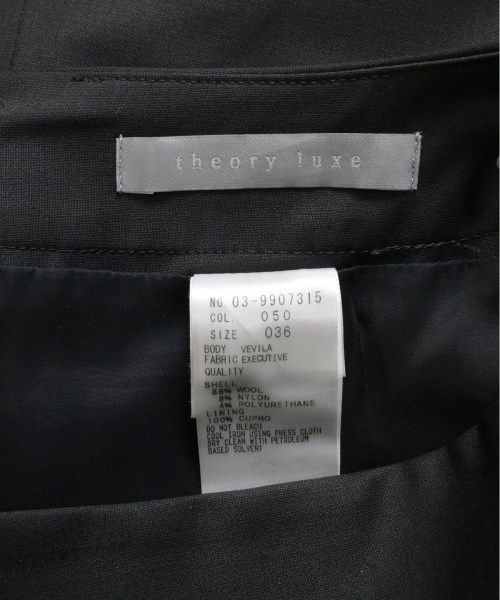 theory luxe
NO. 03-9907315
COL. 050
SIZE 036
BODY VEVILA
FABRIC EXECUTIVE
QUALITY
SHELL
88% WOOL
8% NYLON
4% POLYURETHANE
LINING
100% CUPRO
DO NOT BLEACH
COOL IRON USING PRESS CLOTH
DRY CLEAN WITH PETROLEUM
BASED SOLVENT